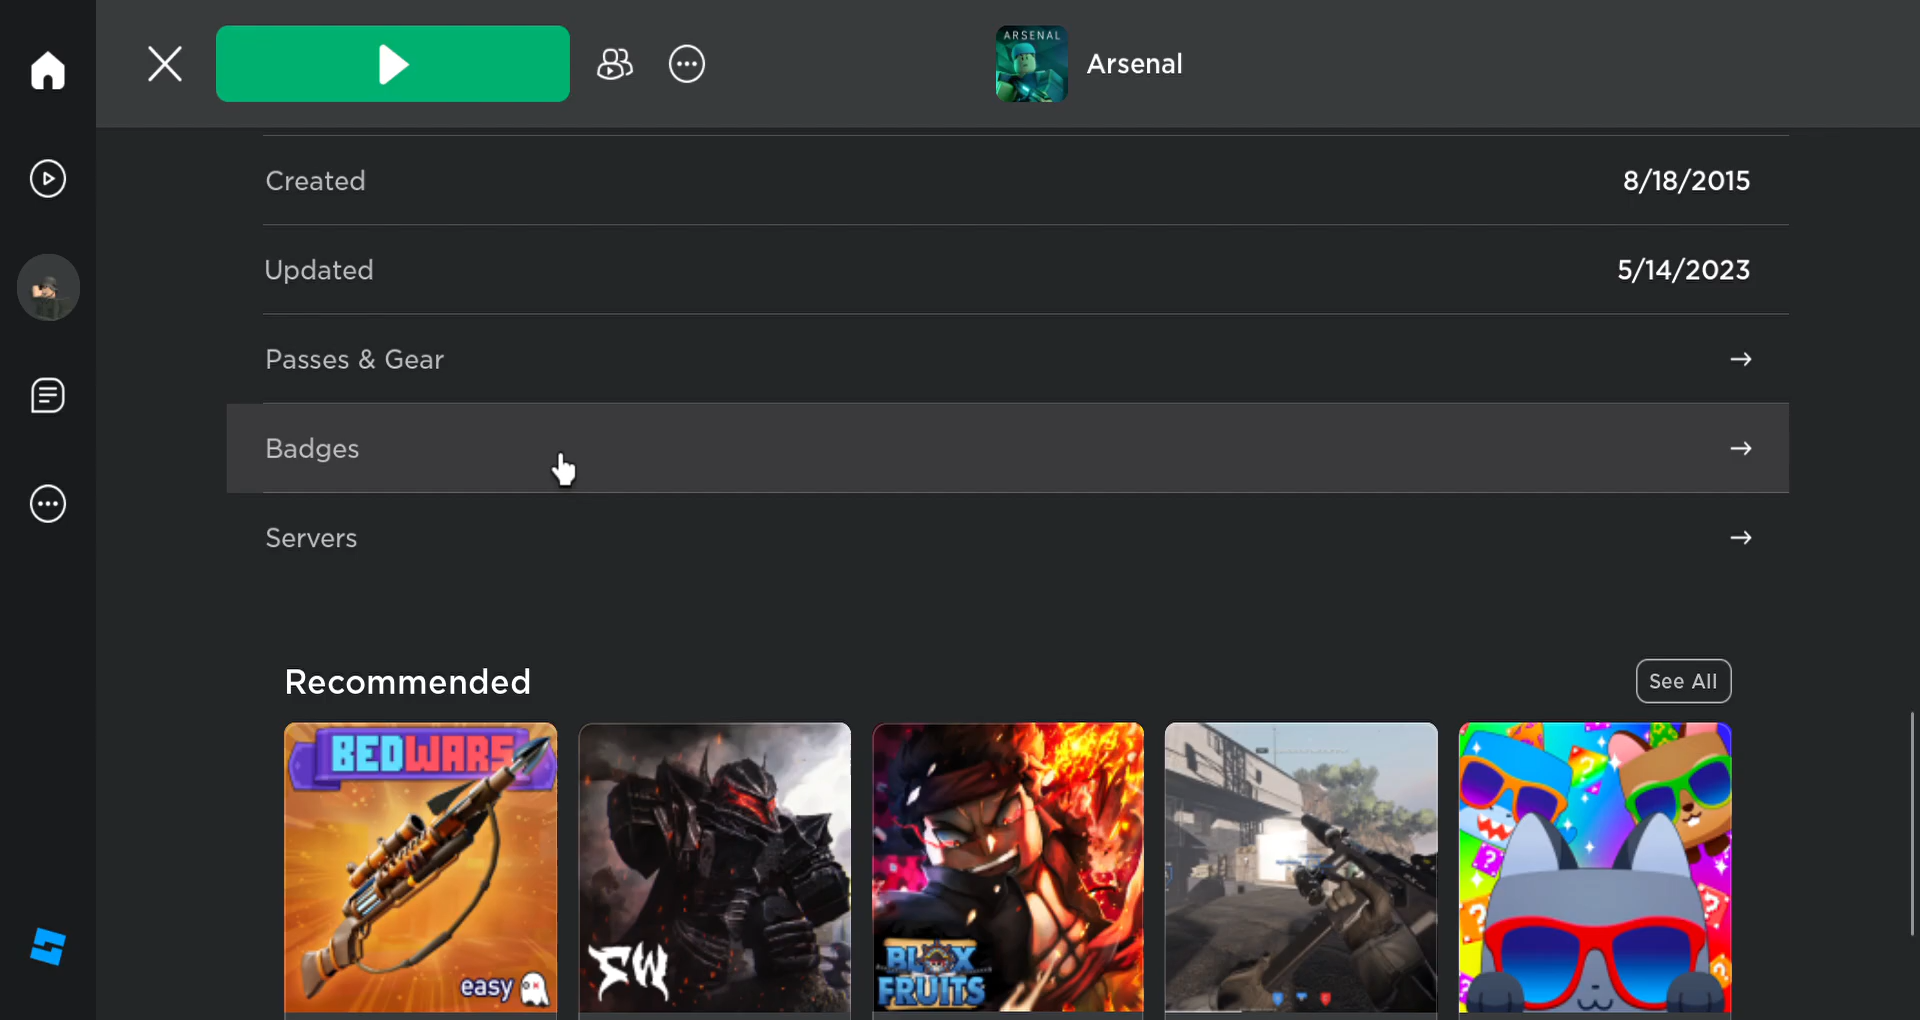 ARSENAL
Arsenal
Created
8/18/2015
Updated
5/14/2023
Passes & Gear
Badges
Servers
Recommended
See All
BEDWARS
easy
FW
BLOX
FRUITS